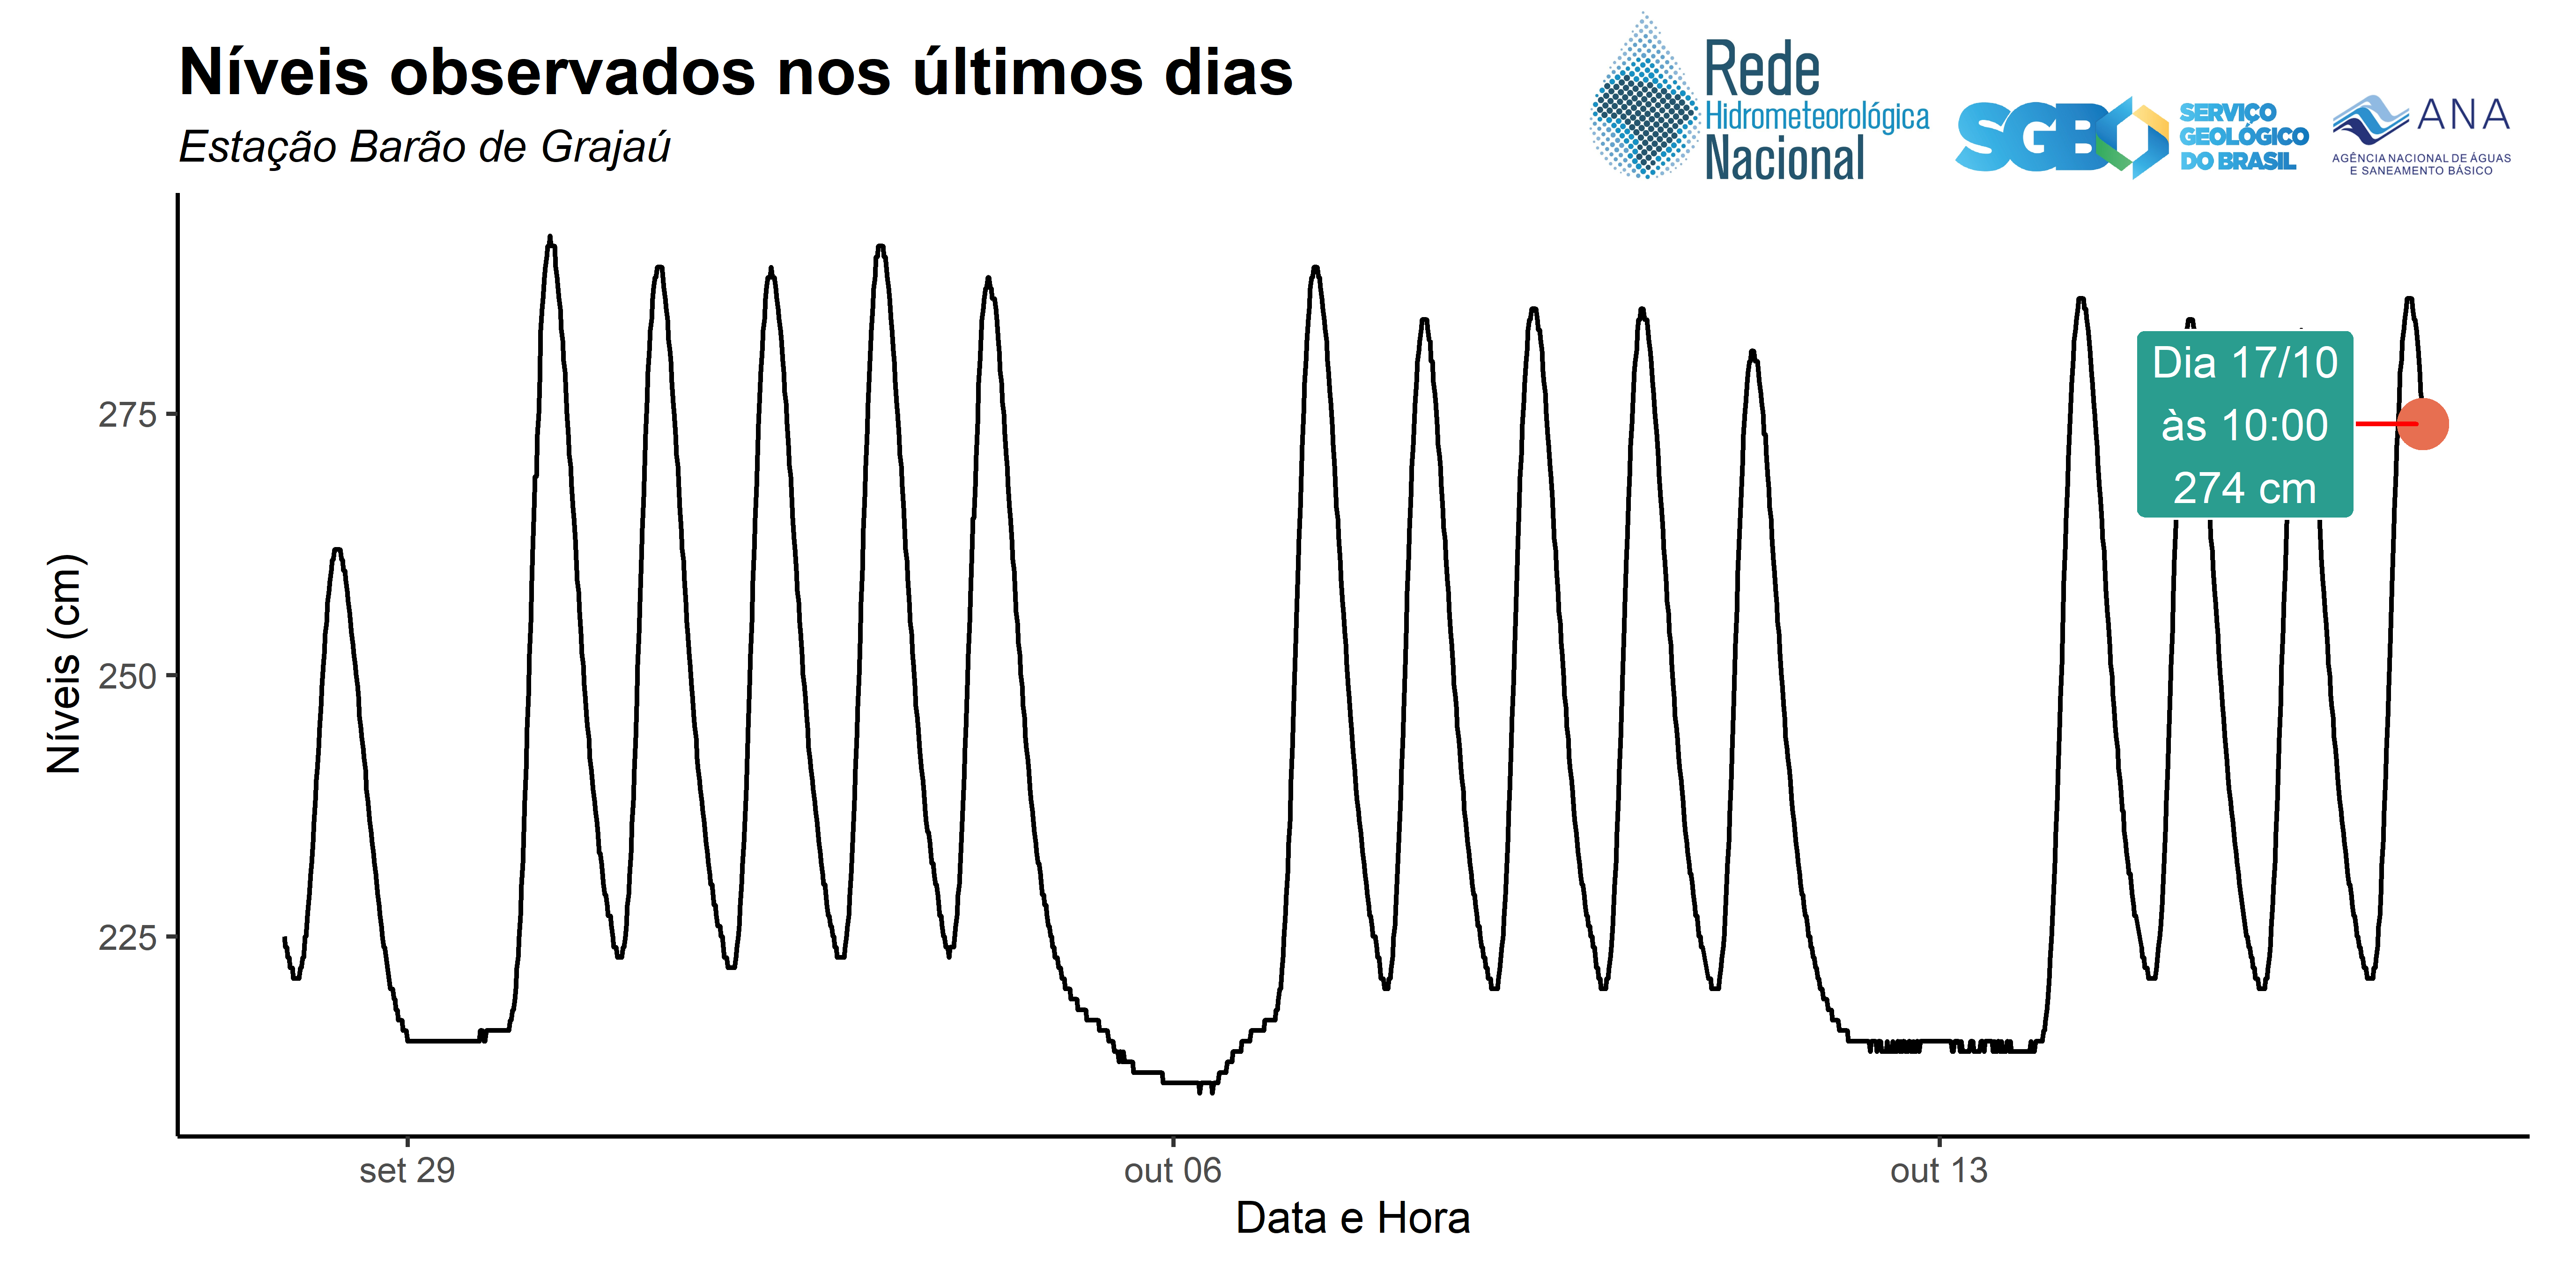 Níveis observados nos últimos dias
Estação Barão de Grajaú
Rede
Hidrometeorológica
Nacional
SGB
SERVIÇO
GEOLÓGICO
DO BRASIL
ANA
AGÊNCIA NACIONAL DE ÁGUAS
E SANEAMENTO BÁSICO
Níveis (cm)
275
250
225
Dia 17/10
às 10:00
274 cm
set 29
out 06
out 13
Data e Hora